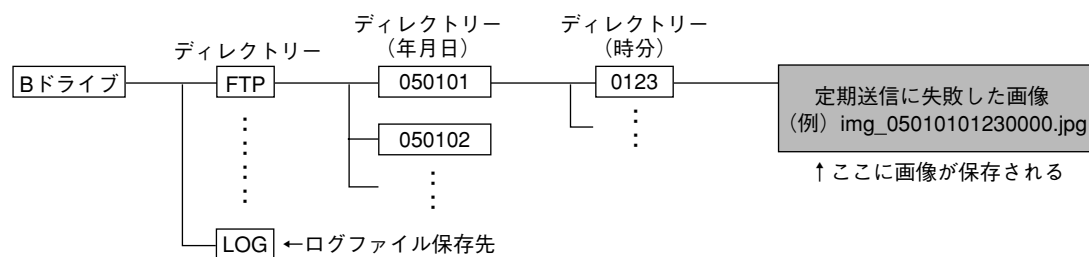 ディレクトリー
ディレクトリー
（年月日）
ディレクトリー
（時分）
Bドライブ
FTP
050101
0123
定期送信に失敗した画像
（例）img_05010101230000.jpg
050102
↑ここに画像が保存される
LOG ←ログファイル保存先